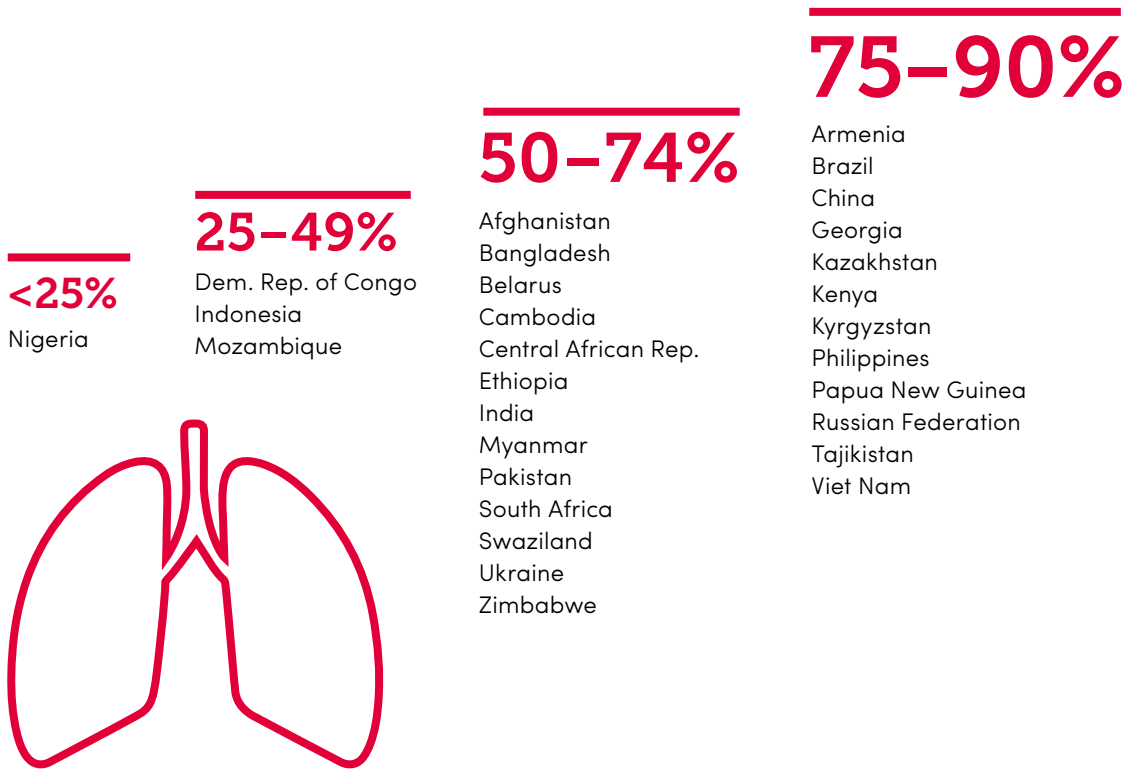 <25%
Nigeria
25–49%
Dem. Rep. of Congo
Indonesia
Mozambique
50–74%
Afghanistan
Bangladesh
Belarus
Cambodia
Central African Rep.
Ethiopia
India
Myanmar
Pakistan
South Africa
Swaziland
Ukraine
Zimbabwe
75–90%
Armenia
Brazil
China
Georgia
Kazakhstan
Kenya
Kyrgyzstan
Philippines
Papua New Guinea
Russian Federation
Tajikistan
Viet Nam